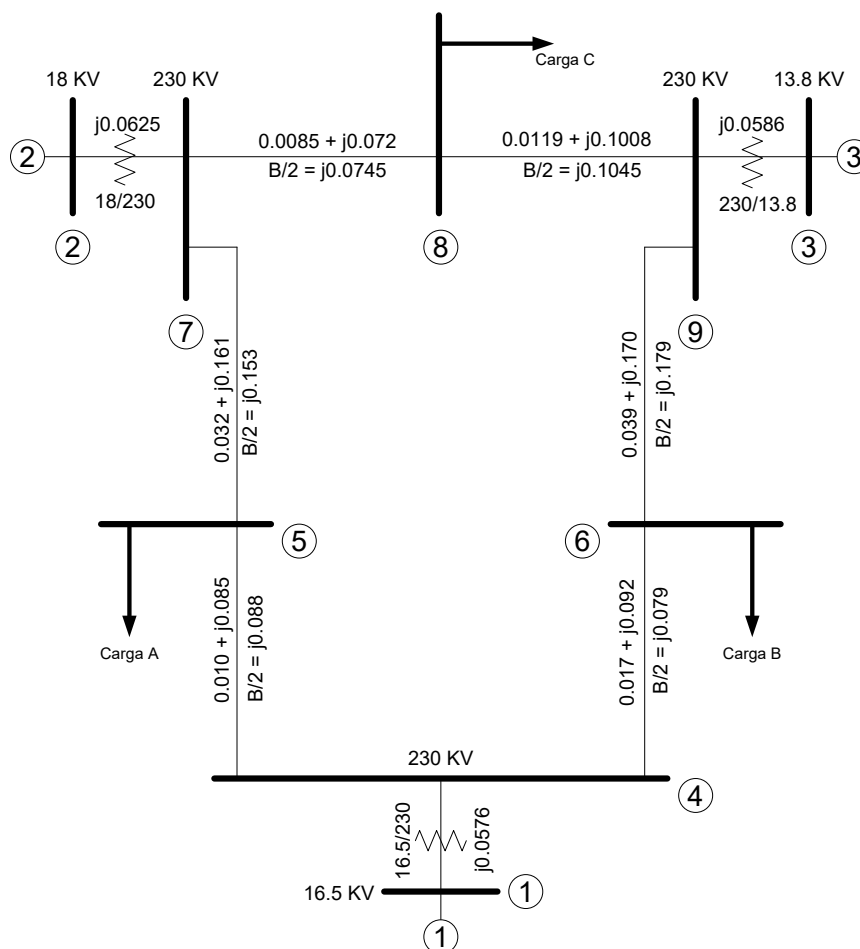 Carga C
18 KV
230 KV
230 KV
13.8 KV
j0.0625
0.0085 + j0.072
0.0119 + j0.1008
j0.0586
2
B/2 = j0.0745
B/2 = j0.1045
3
18/230
230/13.8
2
8
3
7
9
0.032 + j0.161
B/2 = j0.153
0.039 + j0.170
B/2 = j0.179
5
6
0.010 + j0.085
B/2 = j0.088
0.017 + j0.092
B/2 = j0.079
Carga A
Carga B
230 KV
4
16.5/230
j0.0576
16.5 KV
1
1